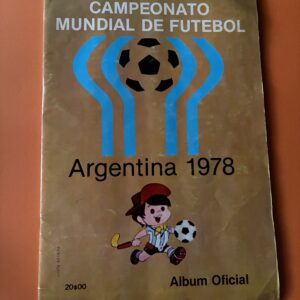 CAMPEONATO
MUNDIAL DE FUTEBOL
Argentina 1978
20$00
Album Oficial